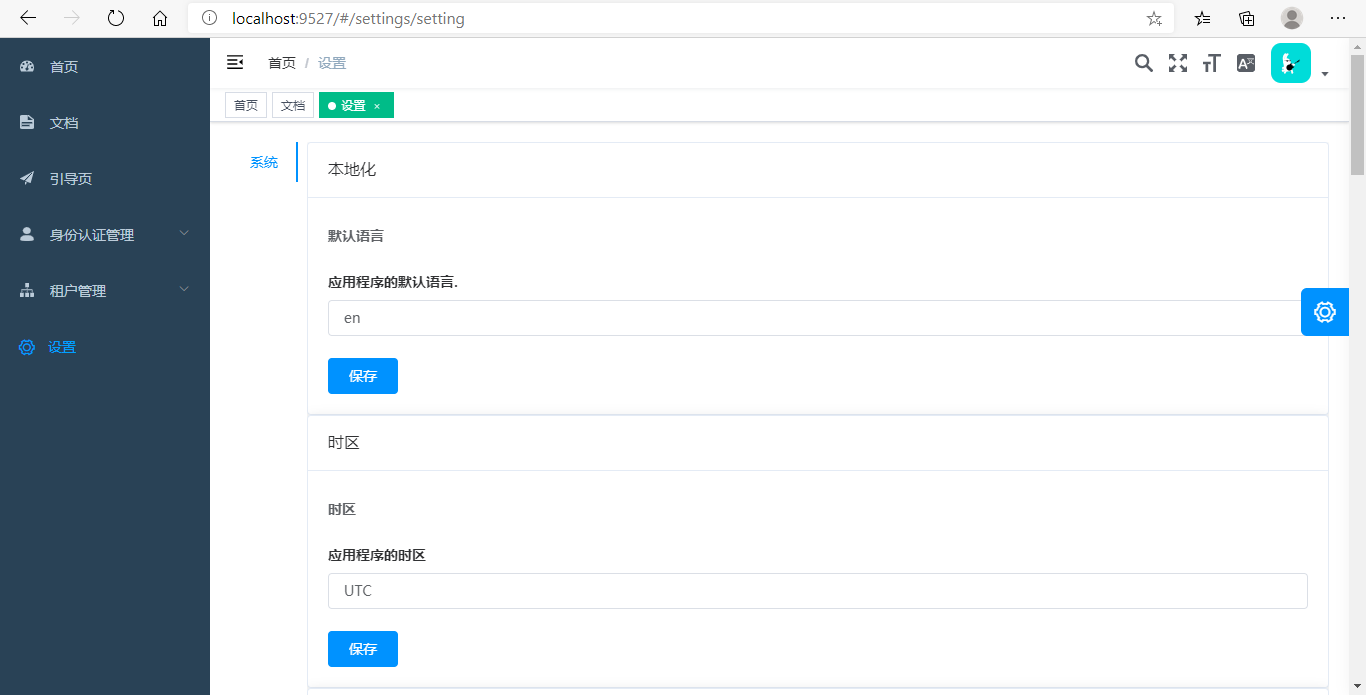 localhost:9527/#/settings/setting
首页
文档
引导页
身份认证管理
租户管理
设置
首页 / 设置
首页 文档 设置 ×
系统
本地化
默认语言
应用程序的默认语言.
en
保存
时区
时区
应用程序的时区
UTC
保存